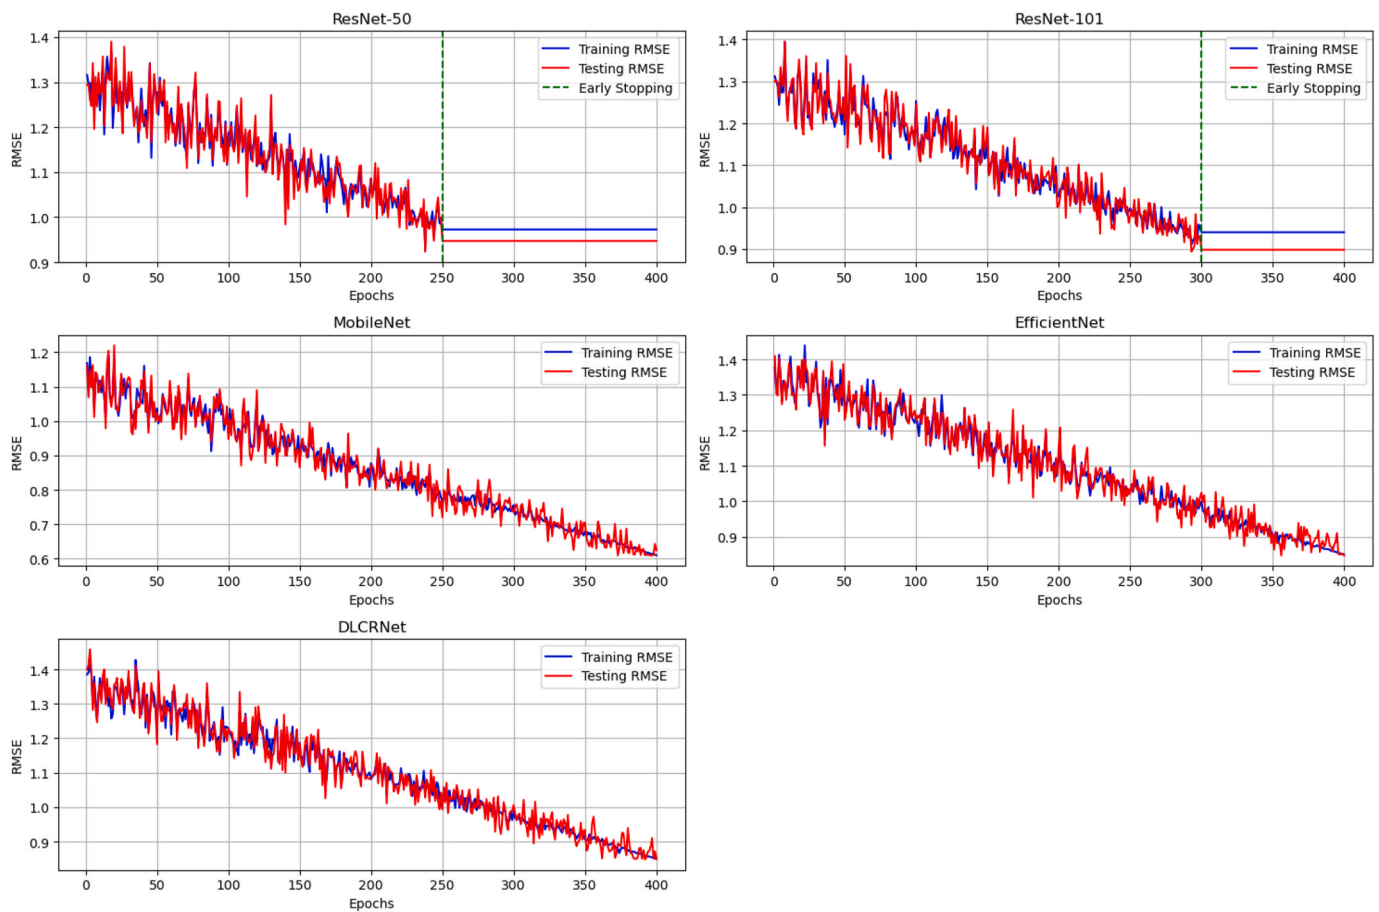 ResNet-50
1.4
1.3
1.2
1.1
1.0
0.9
RMSE
Training RMSE
Testing RMSE
Early Stopping
0 50 100 150 200 250 300 350 400
Epochs
ResNet-101
1.4
1.3
1.2
1.1
1.0
0.9
RMSE
Training RMSE
Testing RMSE
Early Stopping
0 50 100 150 200 250 300 350 400
Epochs
MobileNet
1.2
1.1
1.0
0.9
0.8
0.7
0.6
RMSE
Training RMSE
Testing RMSE
0 50 100 150 200 250 300 350 400
Epochs
EfficientNet
1.4
1.3
1.2
1.1
1.0
0.9
RMSE
Training RMSE
Testing RMSE
0 50 100 150 200 250 300 350 400
Epochs
DLCRNet
1.4
1.3
1.2
1.1
1.0
0.9
RMSE
Training RMSE
Testing RMSE
0 50 100 150 200 250 300 350 400
Epochs